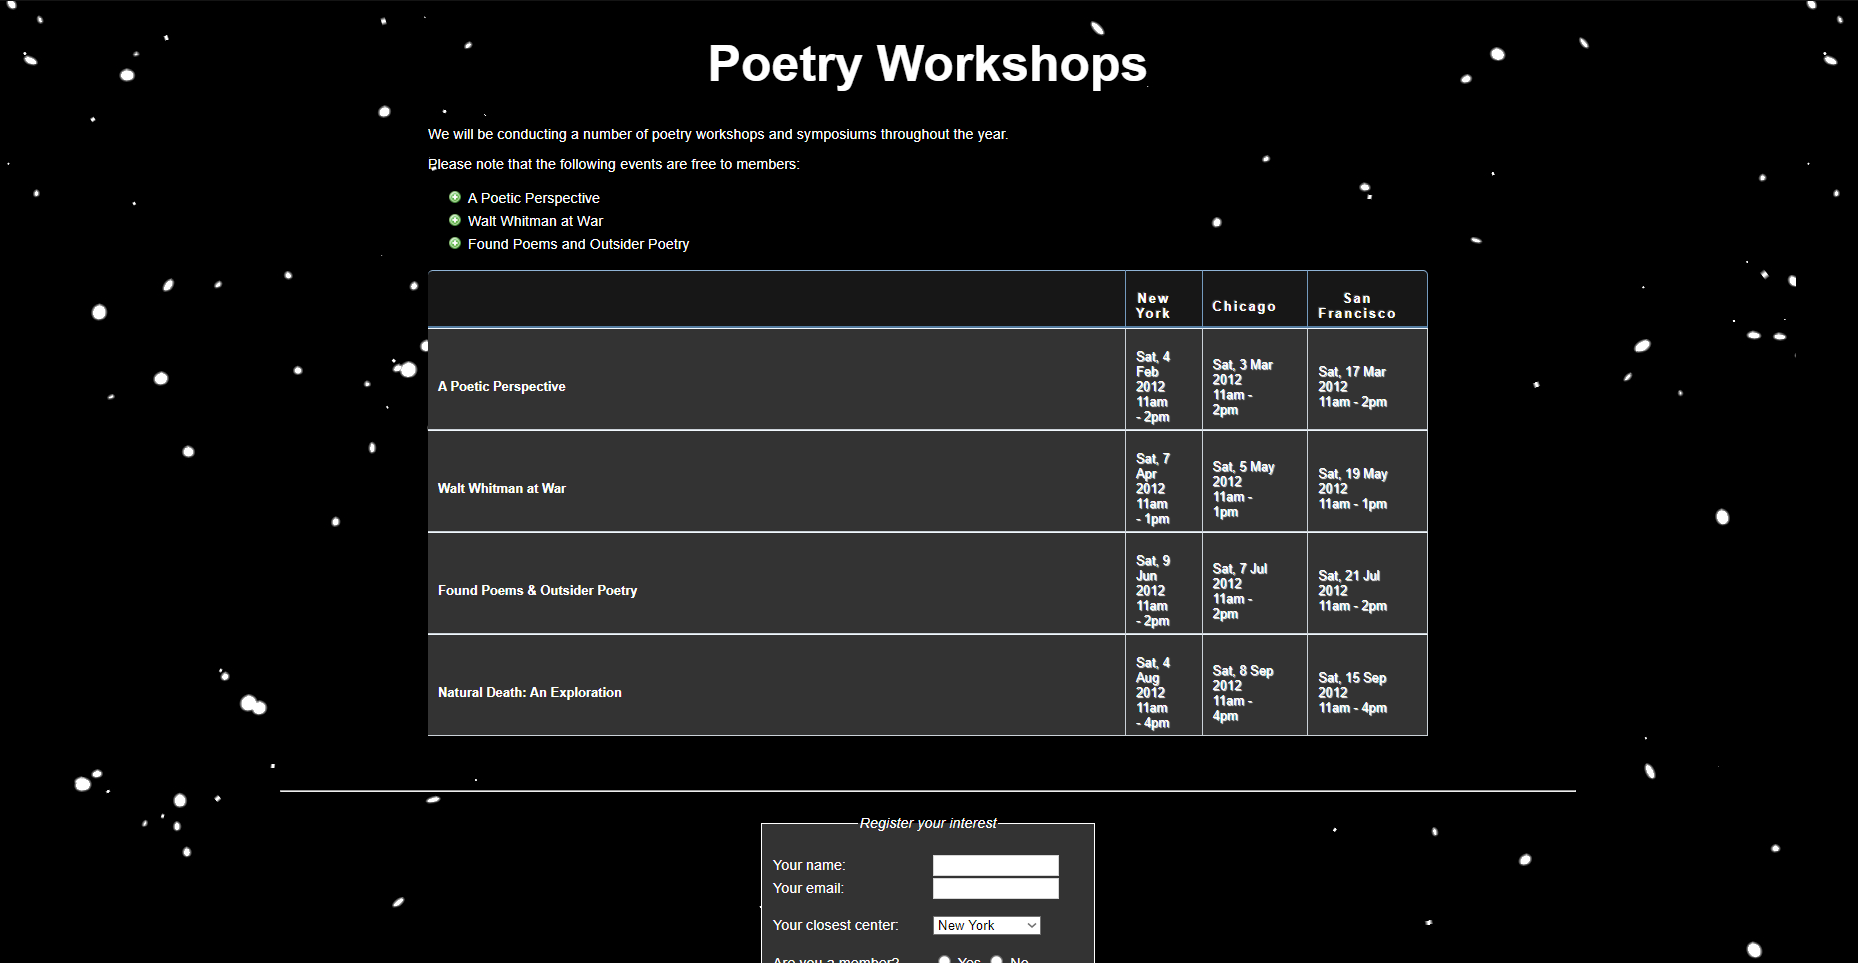 Poetry Workshops
We will be conducting a number of poetry workshops and symposiums throughout the year.
Please note that the following events are free to members:
A Poetic Perspective
Walt Whitman at War
Found Poems and Outsider Poetry
New
York
Chicago
San
Francisco
A Poetic Perspective
Sat, 4
Feb
2012
11am
- 2pm
Sat, 3 Mar
2012
11am -
2pm
Sat, 17 Mar
2012
11am - 2pm
Walt Whitman at War
Sat, 7
Apr
2012
11am
- 1pm
Sat, 5 May
2012
11am -
1pm
Sat, 19 May
2012
11am - 1pm
Found Poems & Outsider Poetry
Sat, 9
Jun
2012
11am
- 2pm
Sat, 7 Jul
2012
11am -
2pm
Sat, 21 Jul
2012
11am - 2pm
Natural Death: An Exploration
Sat, 4
Aug
2012
11am
- 4pm
Sat, 8 Sep
2012
11am -
4pm
Sat, 15 Sep
2012
11am - 4pm
Register your interest
Your name:
Your email:
Your closest center: New York
Are you a member? Yes No